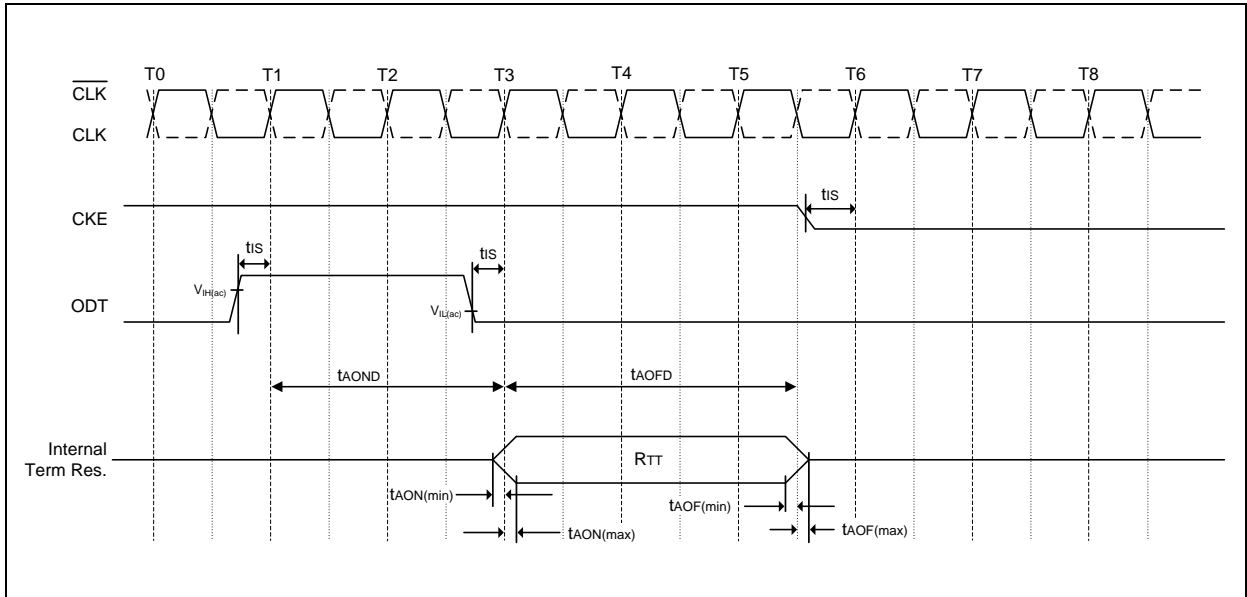 T0 T1 T2 T3 T4 T5 T6 T7 T8
CLK
CLK
CKE
tIS
tIS
tIS
VIH(ac)
ODT
VIL(ac)
tAOND
tAOFD
Internal
Term Res.
RTT
tAON(min)
tAOF(min)
tAON(max)
tAOF(max)